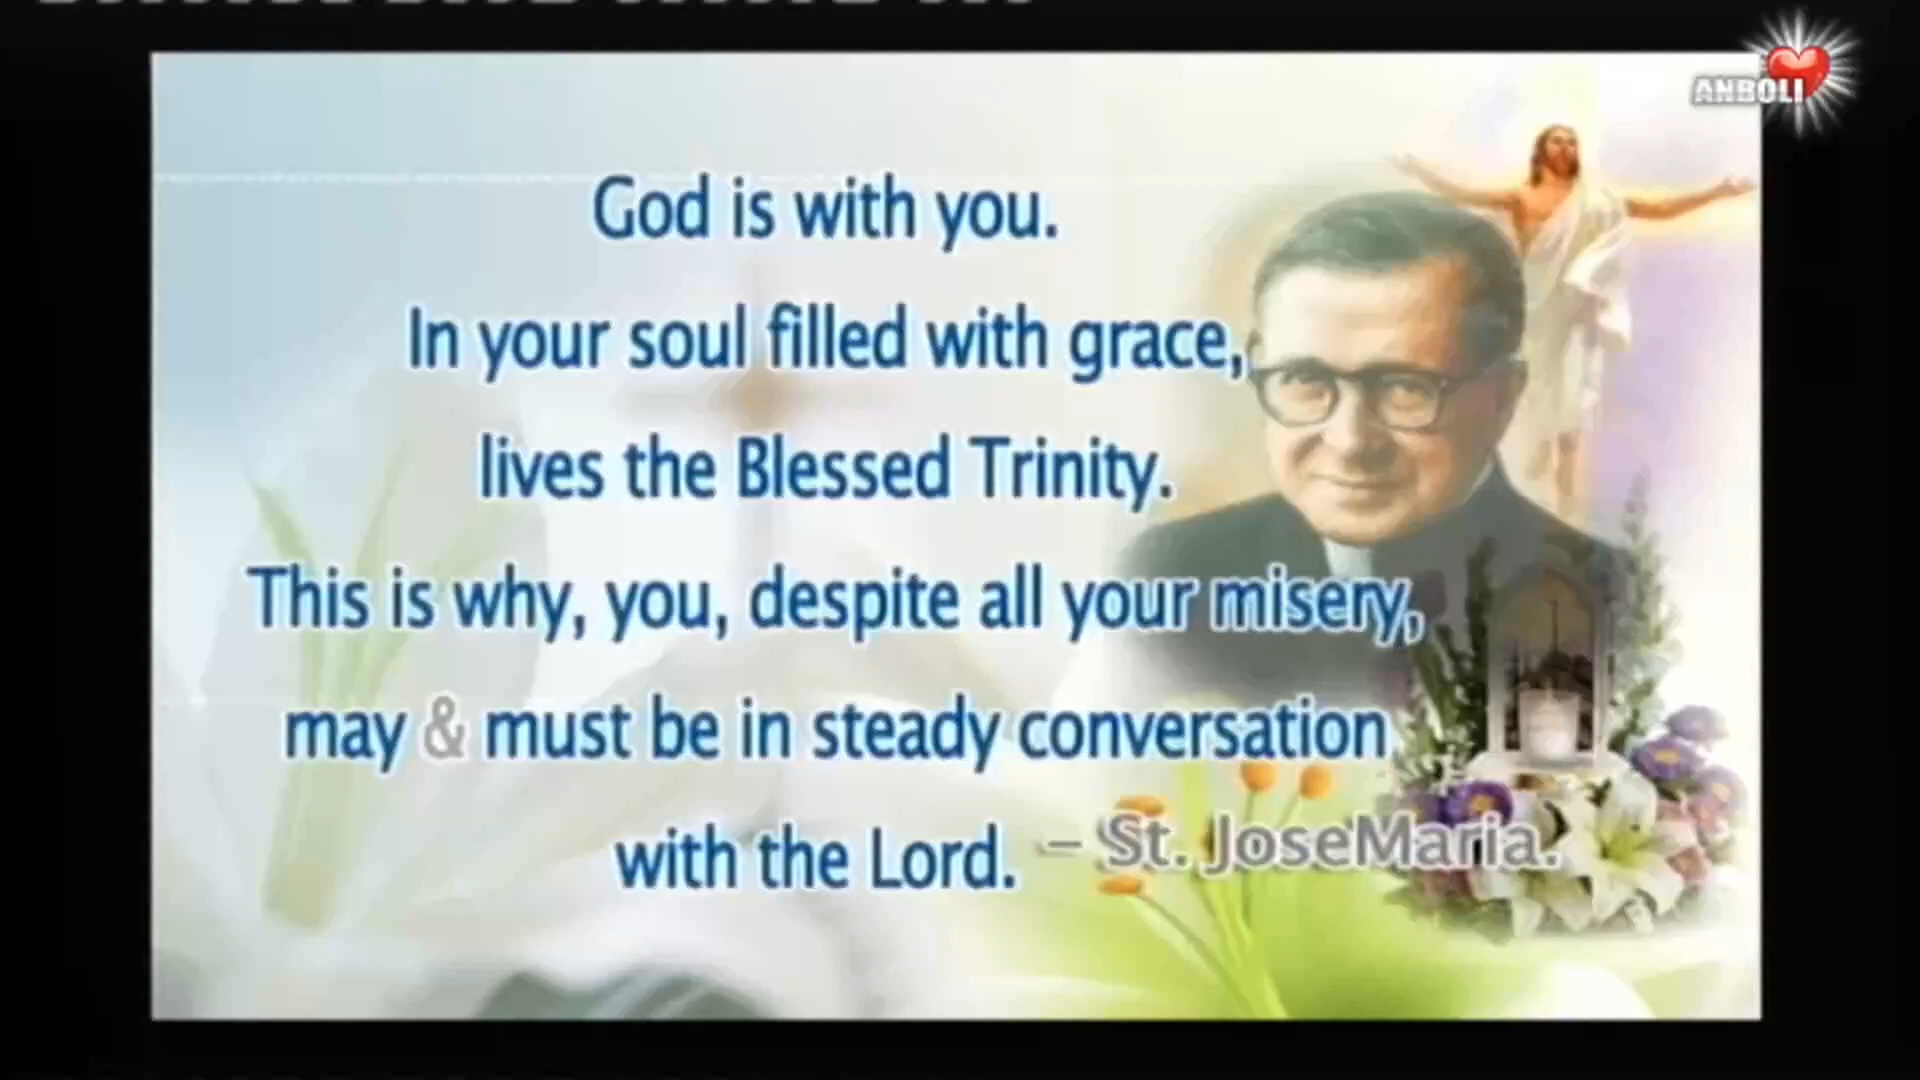 ANBOLI
God is with you.
In your soul filled with grace,
lives the Blessed Trinity.
This is why, you, despite all your misery,
may & must be in steady conversation
with the Lord. – St. JoseMaria.